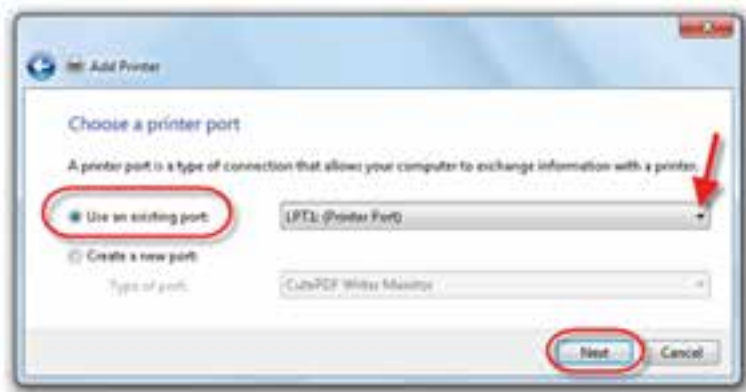 Add Printer
Choose a printer port
A printer port is a type of connection that allows your computer to exchange information with a printer.
Use an existing port: LPT1: (Printer Port)
Create a new port:
Type of port: CutePDF Writer Monitor
Next Cancel